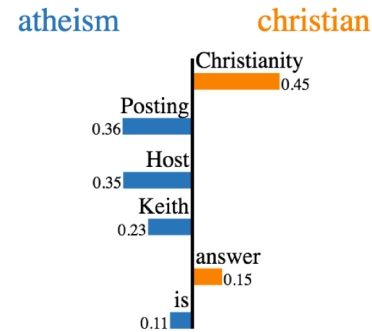 atheism christian
Christianity
0.45
Posting
0.36
Host
0.35
Keith
0.23
answer
0.15
is
0.11